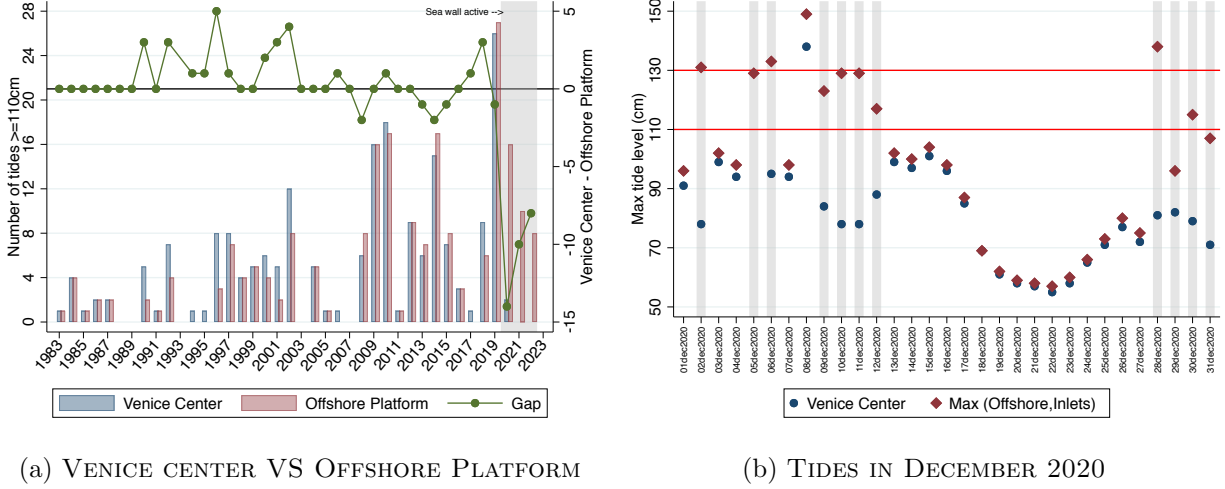 Sea wall active -->
Number of tides >=110cm
0
4
8
12
16
20
24
28
Venice Center - Offshore Platform
-15
-10
-5
0
5
1983
1985
1987
1989
1991
1993
1995
1997
1999
2001
2003
2005
2007
2009
2011
2013
2015
2017
2019
2021
2023
Venice Center Offshore Platform Gap
(a) Venice center VS Offshore Platform
Max tide level (cm)
50
70
90
110
130
150
01dec2020
02dec2020
03dec2020
04dec2020
05dec2020
06dec2020
07dec2020
08dec2020
09dec2020
10dec2020
11dec2020
12dec2020
13dec2020
14dec2020
15dec2020
16dec2020
17dec2020
18dec2020
19dec2020
20dec2020
21dec2020
22dec2020
23dec2020
24dec2020
25dec2020
26dec2020
27dec2020
28dec2020
29dec2020
30dec2020
31dec2020
Venice Center Max (Offshore,Inlets)
(b) Tides in December 2020